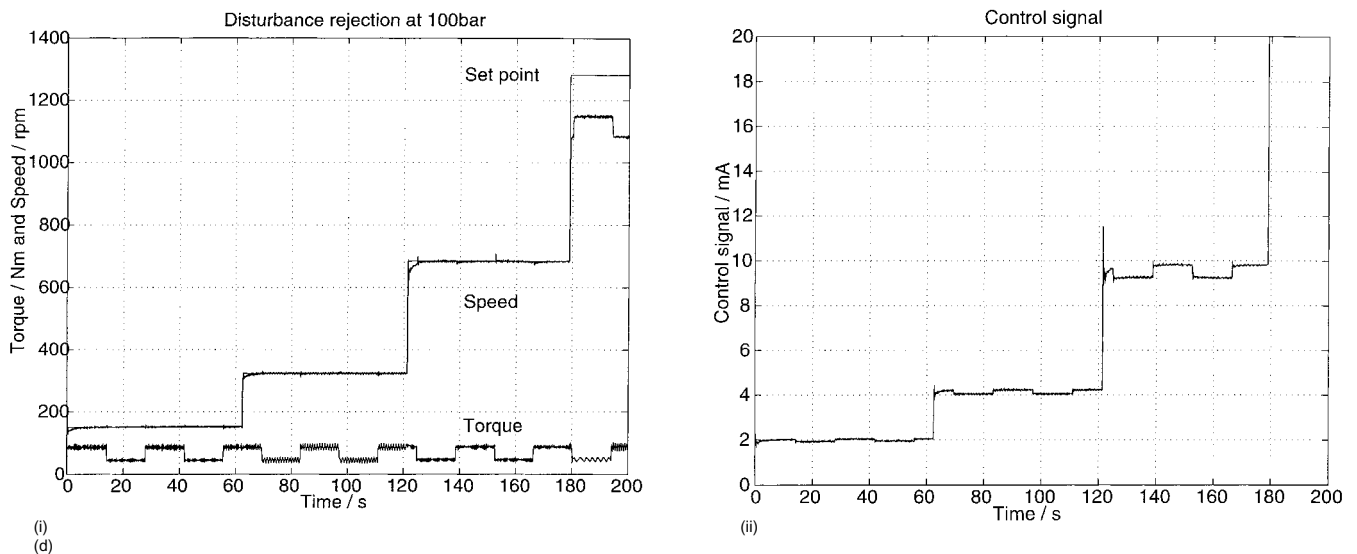 Disturbance rejection at 100bar
1400
1200
1000
800
600
400
200
0
Torque / Nm and Speed / rpm
Set point
Speed
Torque
0 20 40 60 80 100 120 140 160 180 200
Time / s
(i)
(d)
Control signal
20
18
16
14
12
10
8
6
4
2
0
Control signal / mA
0 20 40 60 80 100 120 140 160 180 200
Time / s
(ii)